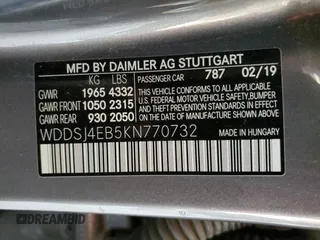 MFD BY DAIMLER AG STUTTGART
KG LBS PASSENGER CAR 787 02/19
GVWR 1965 4332
GAWR FRONT 1050 2315
GAWR REAR 930 2050
THIS VEHICLE CONFORMS TO ALL APPLICABLE
U.S. FEDERAL MOTOR VEHICLE SAFETY, BUMPER,
AND THEFT PREVENTION STANDARDS IN EFFECT
ON THE DATE OF MANUFACTURE SHOWN ABOVE.
WDDSJ4EB5KN770732
MADE IN HUNGARY
©DREAMBID